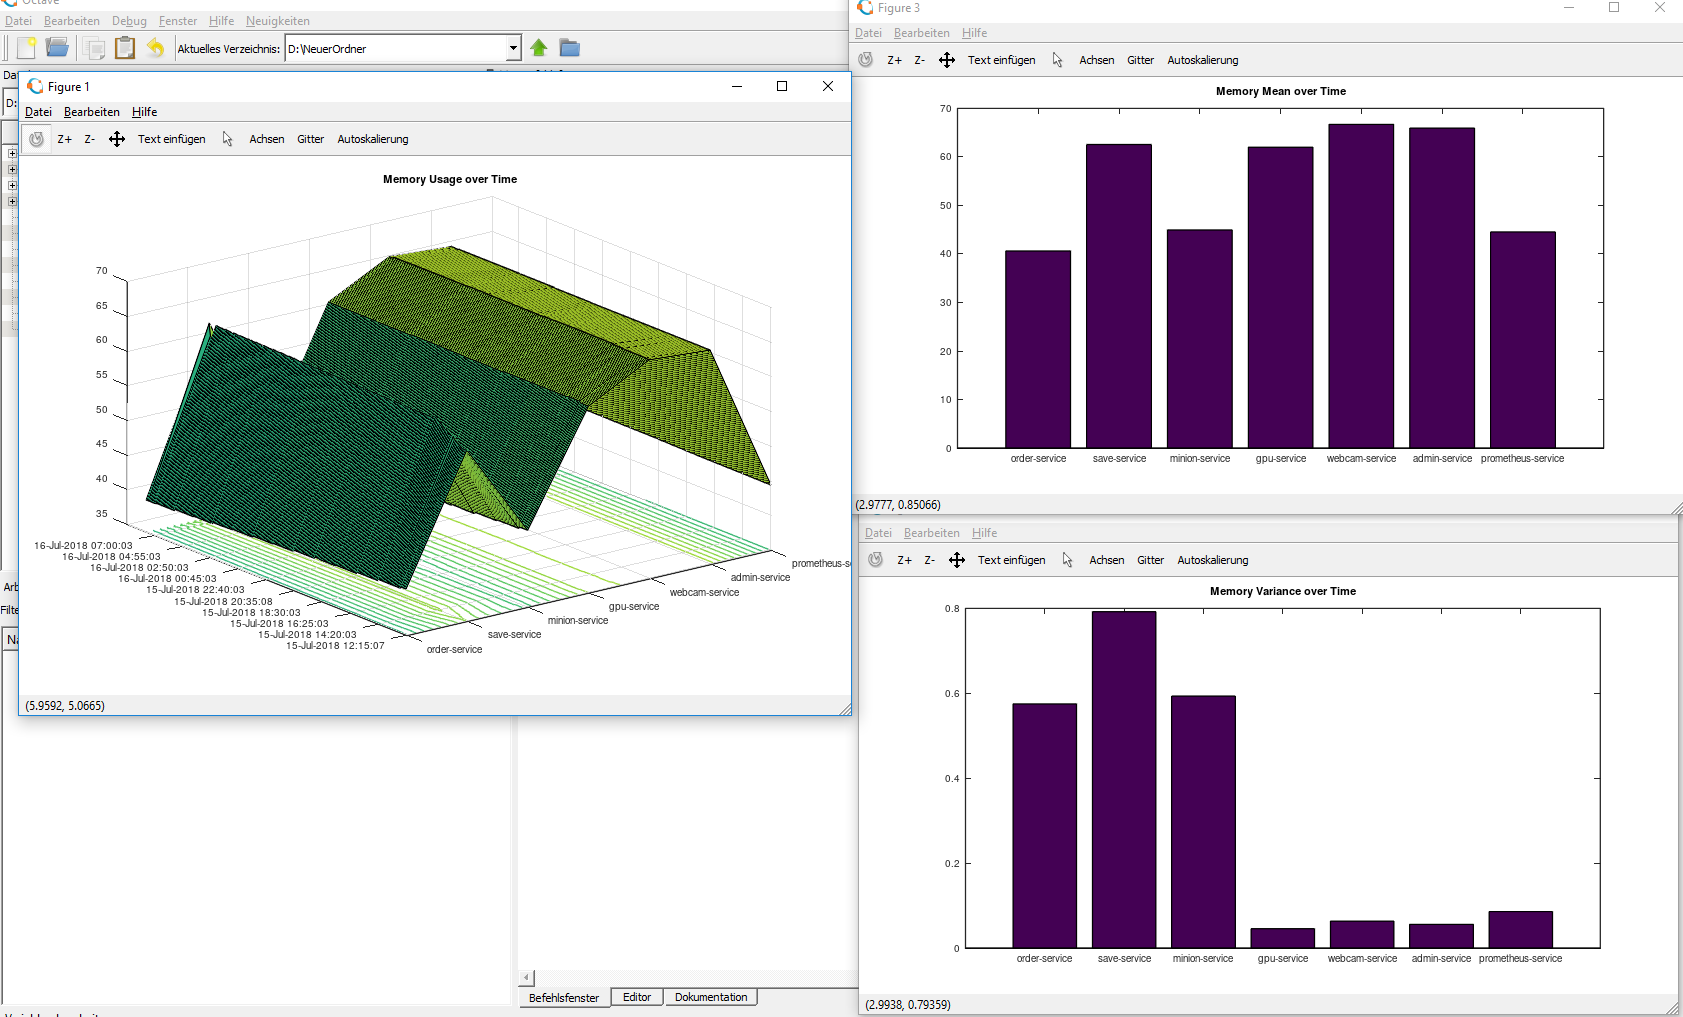 Octave
Datei Bearbeiten Debug Fenster Hilfe Neuigkeiten
Aktuelles Verzeichnis: D:\NeuerOrdner
D:
Figure 1
Datei Bearbeiten Hilfe
Z+ Z- Text einfügen Achsen Gitter Autoskalierung
Memory Usage over Time
70
65
60
55
50
45
40
35
16-Jul-2018 07:00:03
16-Jul-2018 04:55:03
16-Jul-2018 02:50:03
16-Jul-2018 00:45:03
15-Jul-2018 22:40:03
15-Jul-2018 20:35:08
15-Jul-2018 18:30:03
15-Jul-2018 16:25:03
15-Jul-2018 14:20:03
15-Jul-2018 12:15:07
order-service
save-service
minion-service
gpu-service
webcam-service
admin-service
prometheus-s
(5.9592, 5.0665)
Befehlsfenster Editor Dokumentation
Figure 3
Datei Bearbeiten Hilfe
Z+ Z- Text einfügen Achsen Gitter Autoskalierung
Memory Mean over Time
70
60
50
40
30
20
10
0
order-service save-service minion-service gpu-service webcam-service admin-service prometheus-service
(2.9777, 0.85066)
Datei Bearbeiten Hilfe
Z+ Z- Text einfügen Achsen Gitter Autoskalierung
Memory Variance over Time
0.8
0.6
0.4
0.2
0
order-service save-service minion-service gpu-service webcam-service admin-service prometheus-service
(2.9938, 0.79359)